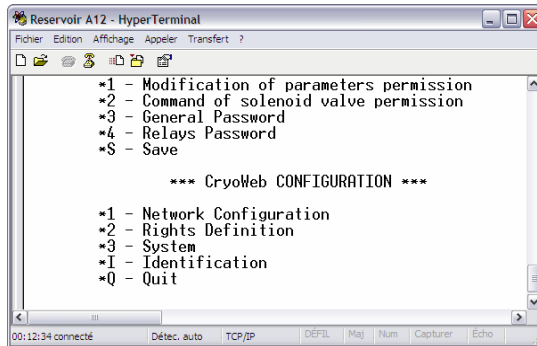 Reservoir A12 - HyperTerminal
Fichier Edition Affichage Appeler Transfert ?
*1 - Modification of parameters permission
*2 - Command of solenoid valve permission
*3 - General Password
*4 - Relays Password
*S - Save
*** CryoWeb CONFIGURATION ***
*1 - Network Configuration
*2 - Rights Definition
*3 - System
*I - Identification
*Q - Quit
00:12:34 connecté Détec. auto TCP/IP DÉFIL Maj Num Capturer Écho